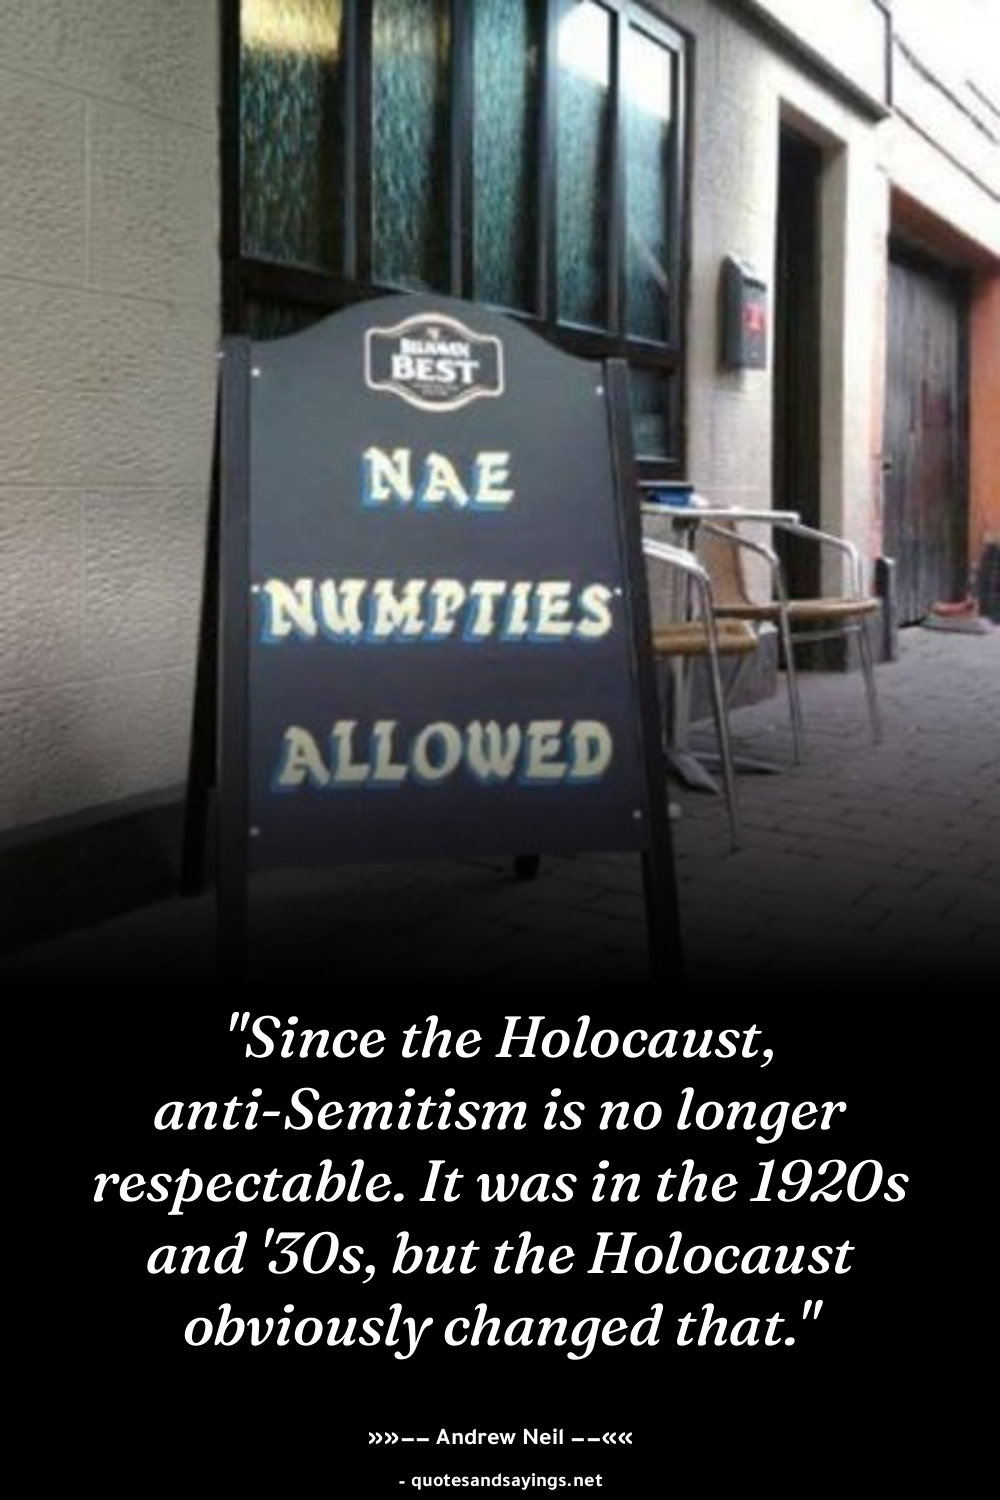 BEST
NAE
NUMPTIES
ALLOWED
"Since the Holocaust,
anti-Semitism is no longer
respectable. It was in the 1920s
and '30s, but the Holocaust
obviously changed that."
»»−− Andrew Neil −−««
- quotesandsayings.net